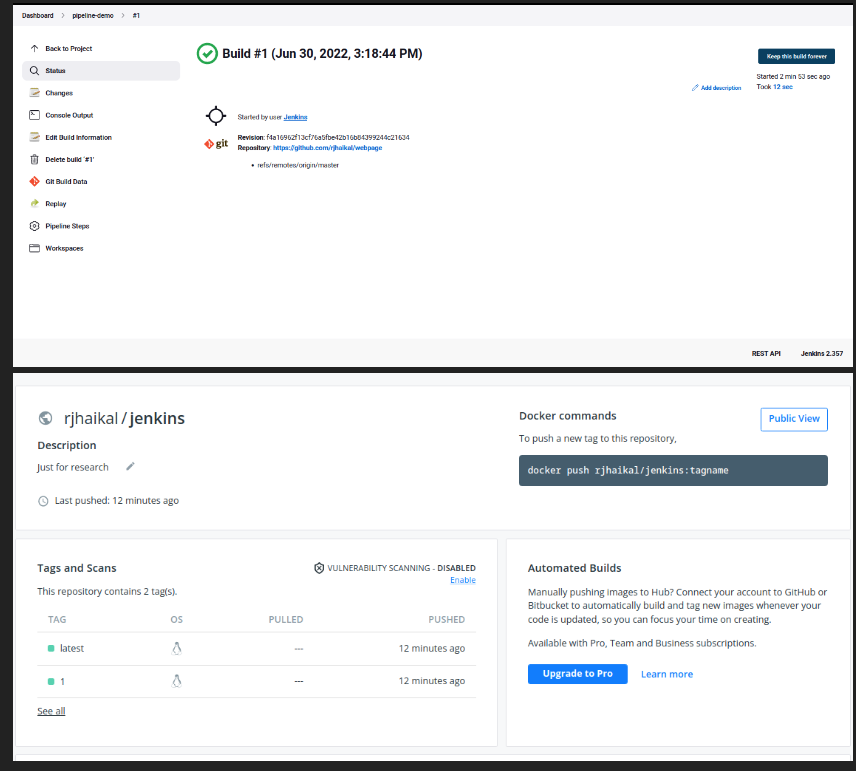 Dashboard > pipeline-demo > #1
Back to Project
Status
Changes
Console Output
Edit Build Information
Delete build '#1'
Git Build Data
Replay
Pipeline Steps
Workspaces
Build #1 (Jun 30, 2022, 3:18:44 PM)
Keep this build forever
Started 2 min 53 sec ago
Took 12 sec
Add description
Started by user Jenkins
git
Revision: f4a16962f13cf76a5fbe42b16b84399244c21634
Repository: https://github.com/rjhaikal/webpage
• refs/remotes/origin/master
REST API Jenkins 2.357
rjhaikal / jenkins
Description
Just for research
Last pushed: 12 minutes ago
Docker commands
Public View
To push a new tag to this repository,
docker push rjhaikal/jenkins:tagname
Tags and Scans
VULNERABILITY SCANNING - DISABLED
Enable
This repository contains 2 tag(s).
TAG OS PULLED PUSHED
latest --- 12 minutes ago
1 --- 12 minutes ago
See all
Automated Builds
Manually pushing images to Hub? Connect your account to GitHub or
Bitbucket to automatically build and tag new images whenever your
code is updated, so you can focus your time on creating.
Available with Pro, Team and Business subscriptions.
Upgrade to Pro Learn more